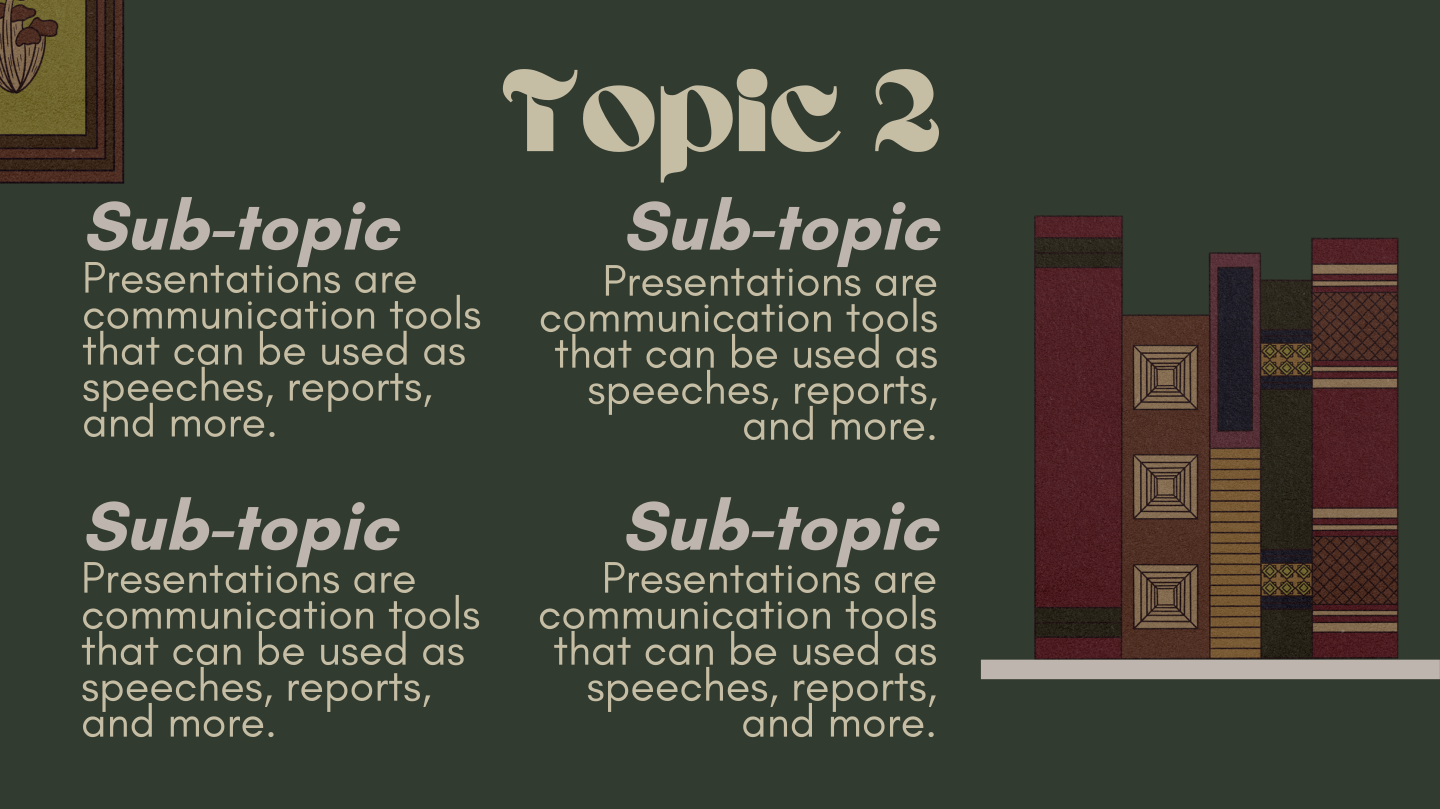 Topic 2
Sub-topic
Presentations are
communication tools
that can be used as
speeches, reports,
and more.
Sub-topic
Presentations are
communication tools
that can be used as
speeches, reports,
and more.
Sub-topic
Presentations are
communication tools
that can be used as
speeches, reports,
and more.
Sub-topic
Presentations are
communication tools
that can be used as
speeches, reports,
and more.